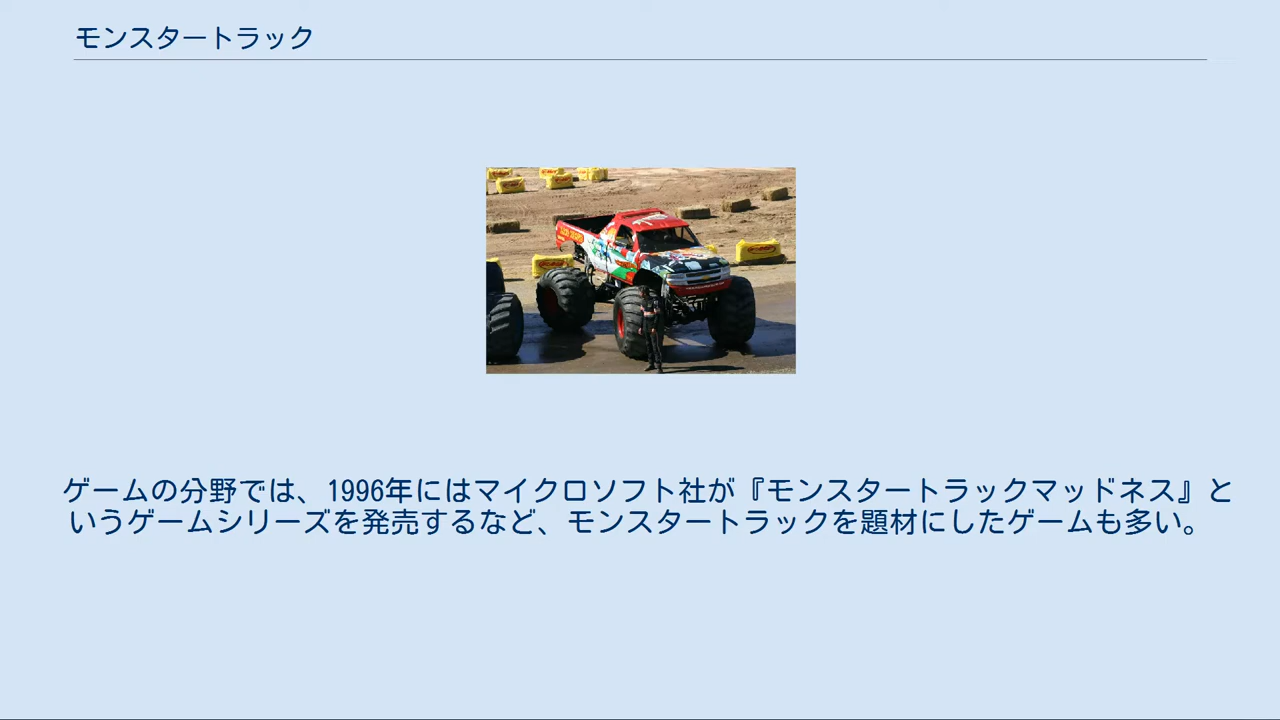 モンスタートラック
ゲームの分野では、1996年にはマイクロソフト社が『モンスタートラックマッドネス』と
いうゲームシリーズを発売するなど、モンスタートラックを題材にしたゲームも多い。